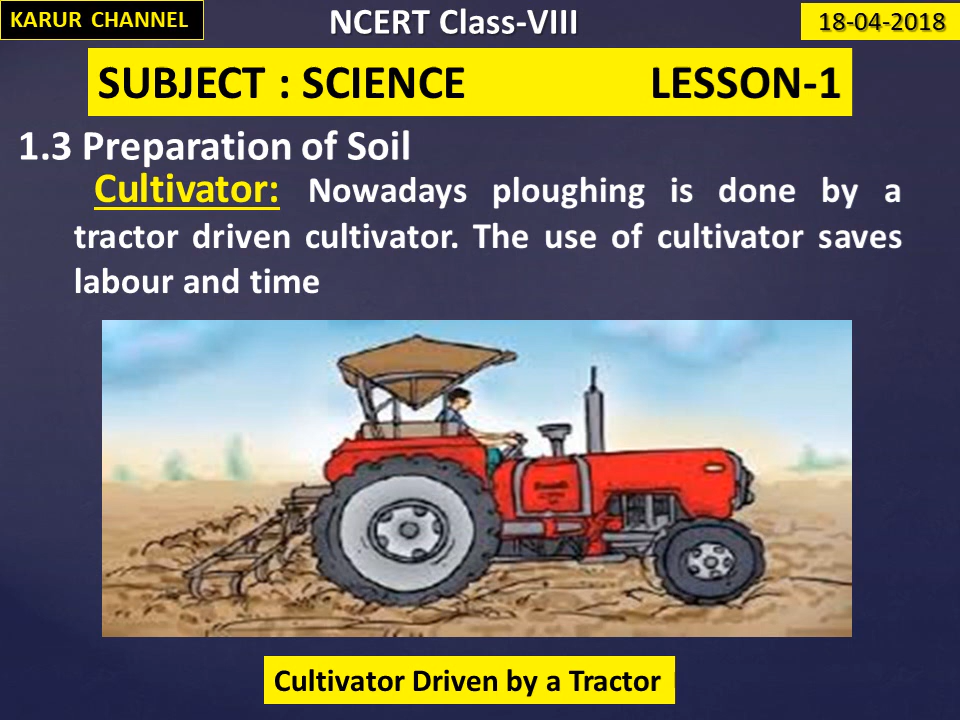 KARUR CHANNEL
NCERT Class-VIII
18-04-2018
SUBJECT : SCIENCE LESSON-1
1.3 Preparation of Soil
Cultivator: Nowadays ploughing is done by a
tractor driven cultivator. The use of cultivator saves
labour and time
Cultivator Driven by a Tractor